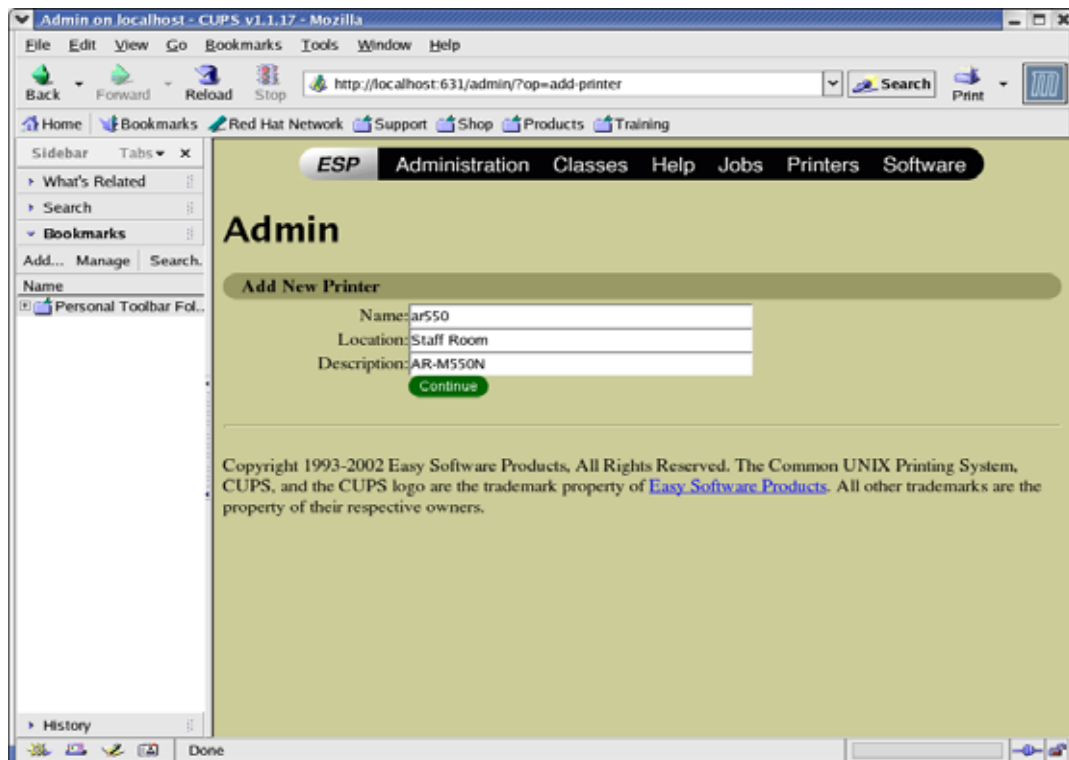 Admin on localhost - CUPS v1.1.17 - Mozilla
File Edit View Go Bookmarks Tools Window Help
Back Forward Reload Stop http://localhost:631/admin/?op=add-printer Search Print
Home Bookmarks Red Hat Network Support Shop Products Training
Sidebar Tabs
What's Related
Search
Bookmarks
Add... Manage Search.
Name
Personal Toolbar Fol..
History
ESP Administration Classes Help Jobs Printers Software
Admin
Add New Printer
Name: ar550
Location: Staff Room
Description: AR-M550N
Continue
Copyright 1993-2002 Easy Software Products, All Rights Reserved. The Common UNIX Printing System,
CUPS, and the CUPS logo are the trademark property of Easy Software Products. All other trademarks are the
property of their respective owners.
Done